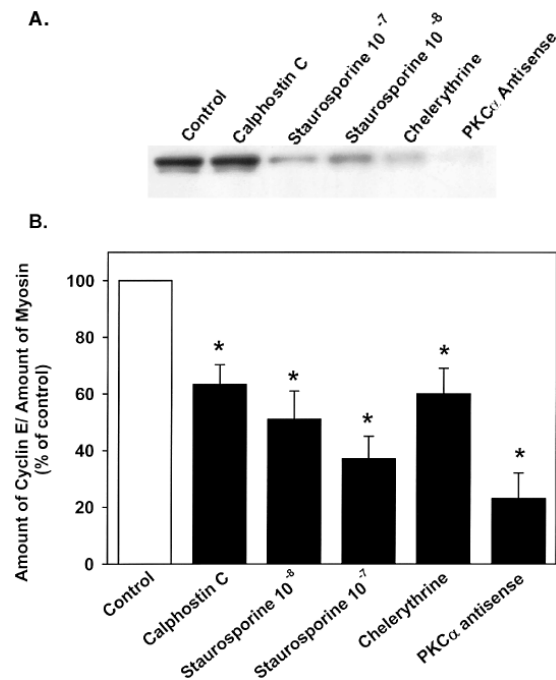 A.
Control
Calphostin C
Staurosporine 10⁻⁷
Staurosporine 10⁻⁸
Chelerythrine
PKCα Antisense
B.
Amount of Cyclin E/ Amount of Myosin
(% of control)
100
80
60
40
20
0
*
*
*
*
*
Control
Calphostin C
Staurosporine 10⁻⁸
Staurosporine 10⁻⁷
Chelerythrine
PKCα antisense